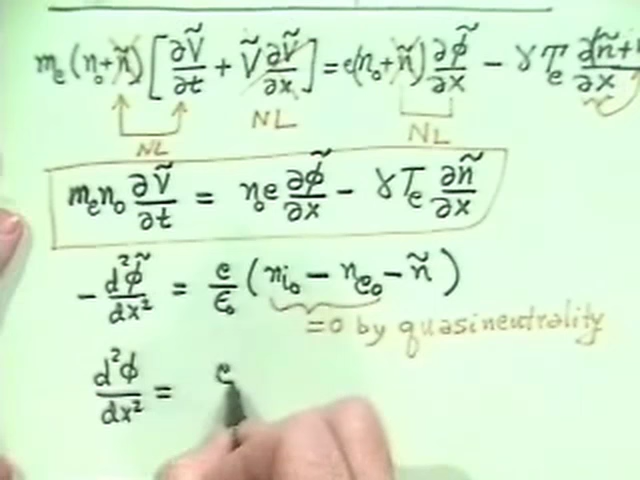 mₑ(n₀+ñ)[∂Ṽ/∂t + Ṽ ∂Ṽ/∂x] = e(n₀+ñ) ∂φ̃/∂x − γTₑ ∂(ñ+
NL NL NL
mₑn₀ ∂Ṽ/∂t = n₀e ∂φ̃/∂x − γTₑ ∂ñ/∂x
− d²φ̃/dx² = e/ε₀ (nᵢ₀ − nₑ₀ − ñ)
=0 by quasineutrality
d²φ/dx² = e